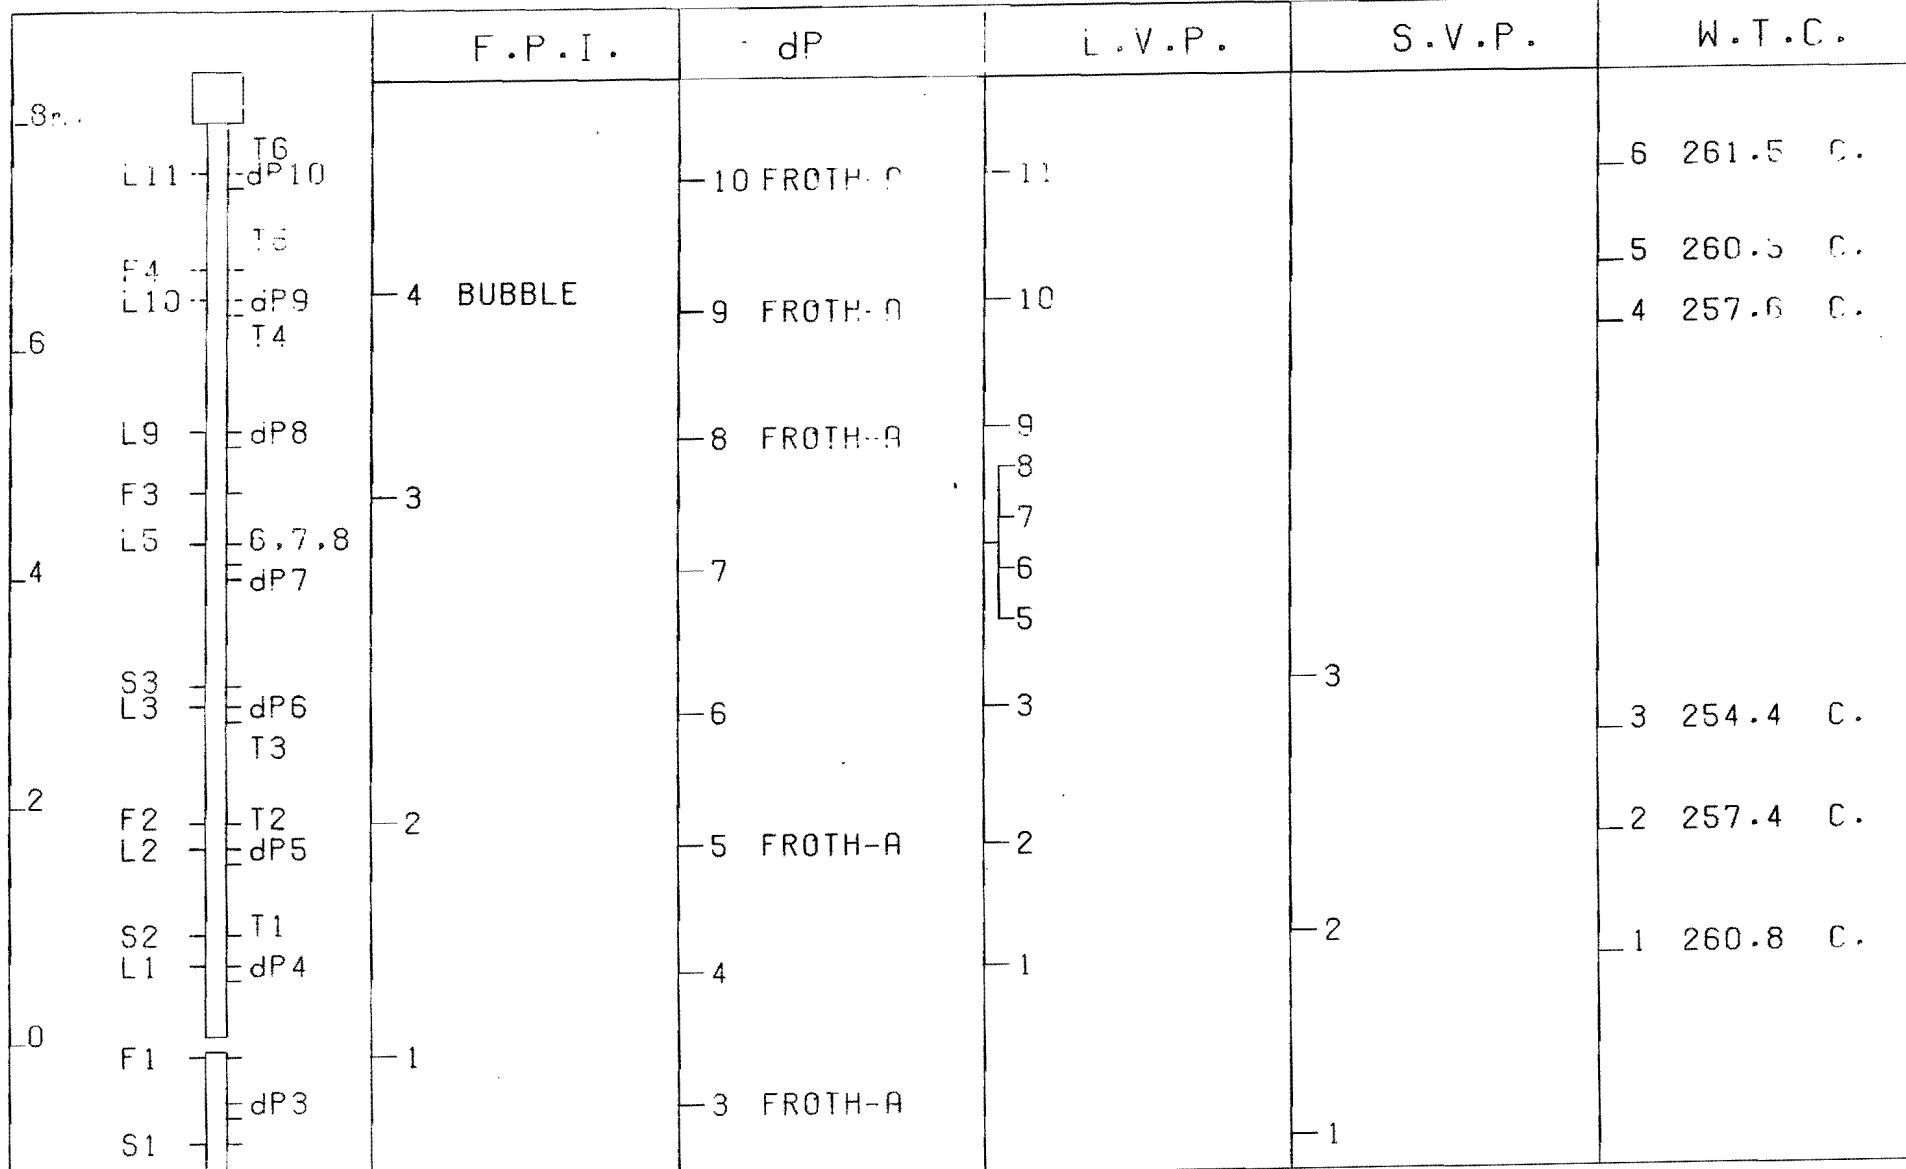 F.P.I. dP L.V.P. S.V.P. W.T.C.
8m.
T6 6 261.5 C.
L11 dP10 10 FROTH-A 11
T5 5 260.5 C.
F4
L10 dP9 4 BUBBLE 9 FROTH-A 10 4 257.6 C.
6 T4
L9 dP8 8 FROTH-A 9
8
F3 3
7
L5 6,7,8
4 dP7 7 6
5
S3 3
L3 dP6 6 3 3 254.4 C.
T3
2
F2 T2 2 2 257.4 C.
L2 dP5 5 FROTH-A 2
S2 T1 2 1 260.8 C.
L1 dP4 4 1
0
F1 1
dP3 3 FROTH-A
S1 1